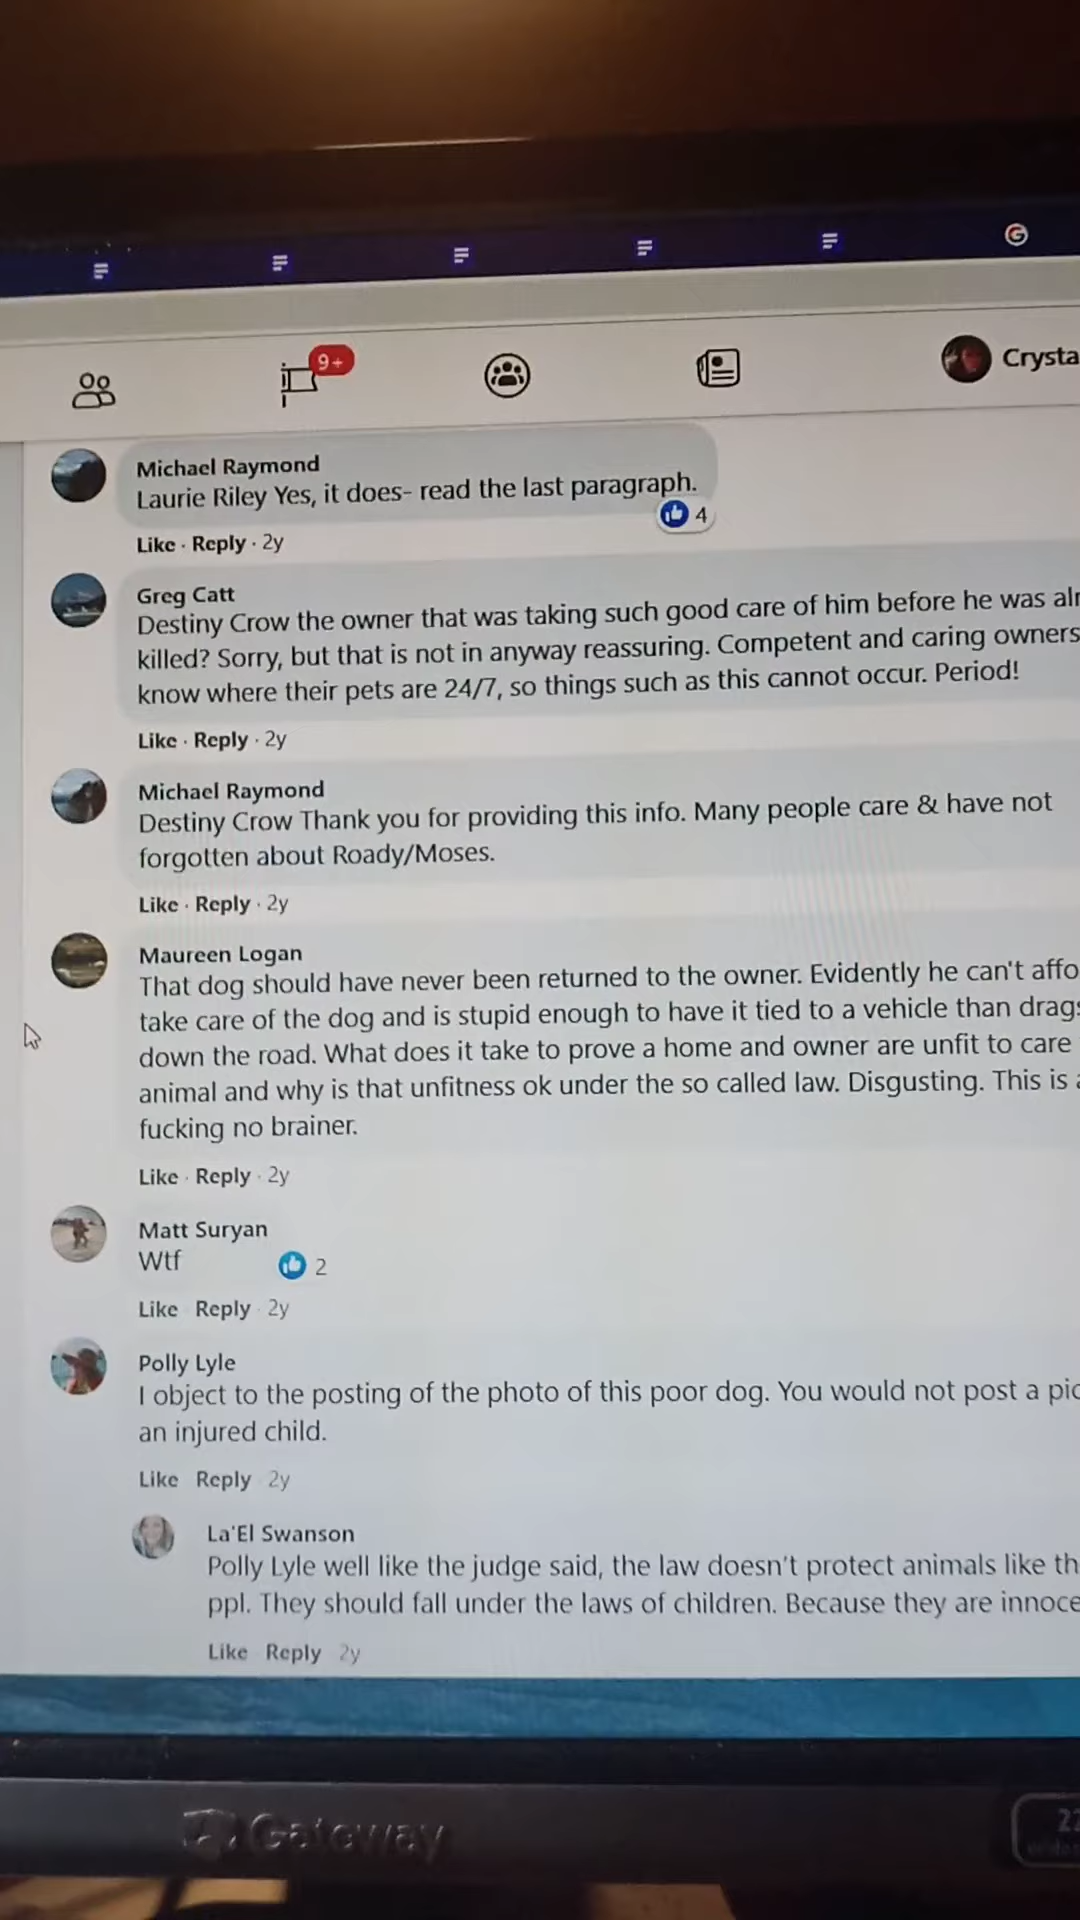 9+
Crysta
Michael Raymond
Laurie Riley Yes, it does- read the last paragraph.
4
Like · Reply · 2y
Greg Catt
Destiny Crow the owner that was taking such good care of him before he was alr
killed? Sorry, but that is not in anyway reassuring. Competent and caring owners
know where their pets are 24/7, so things such as this cannot occur. Period!
Like · Reply · 2y
Michael Raymond
Destiny Crow Thank you for providing this info. Many people care & have not
forgotten about Roady/Moses.
Like · Reply · 2y
Maureen Logan
That dog should have never been returned to the owner. Evidently he can't affo
take care of the dog and is stupid enough to have it tied to a vehicle than drags
down the road. What does it take to prove a home and owner are unfit to care
animal and why is that unfitness ok under the so called law. Disgusting. This is a
fucking no brainer.
Like · Reply · 2y
Matt Suryan
Wtf
2
Like Reply · 2y
Polly Lyle
I object to the posting of the photo of this poor dog. You would not post a pic
an injured child.
Like Reply 2y
La'El Swanson
Polly Lyle well like the judge said, the law doesn't protect animals like th
ppl. They should fall under the laws of children. Because they are innoce
Like Reply 2y
Gateway
22